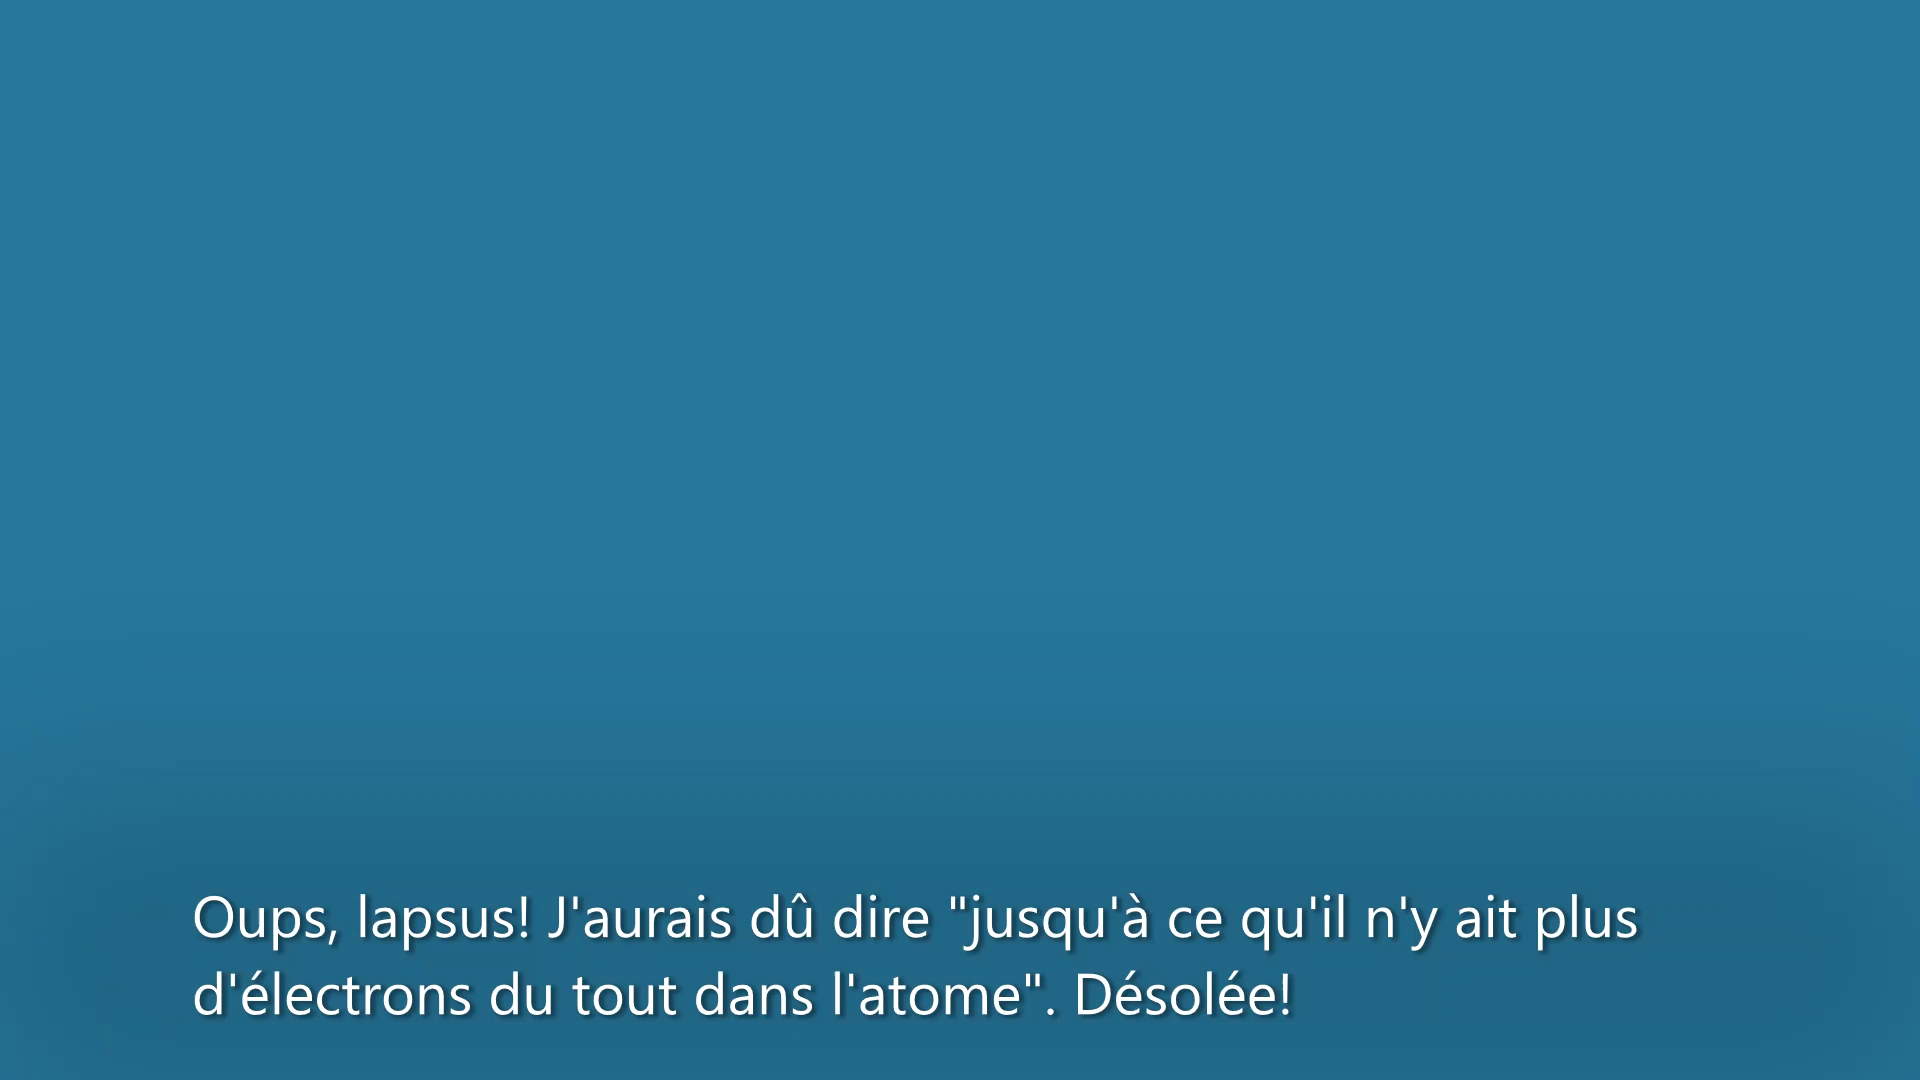 Oups, lapsus! J'aurais dû dire "jusqu'à ce qu'il n'y ait plus
d'électrons du tout dans l'atome". Désolée!